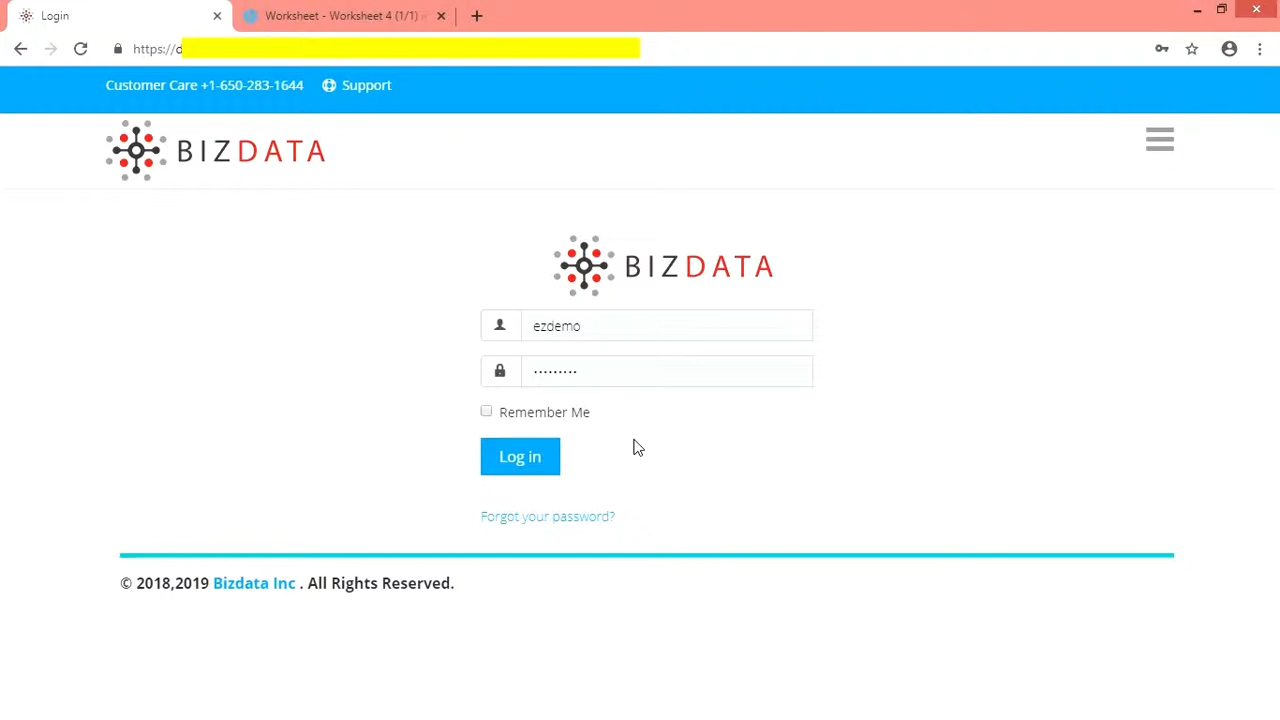 Login
Worksheet - Worksheet 4 (1/1)
https://d
Customer Care +1-650-283-1644 Support
BIZDATA
BIZDATA
ezdemo
•••••••••
Remember Me
Log in
Forgot your password?
© 2018,2019 Bizdata Inc . All Rights Reserved.